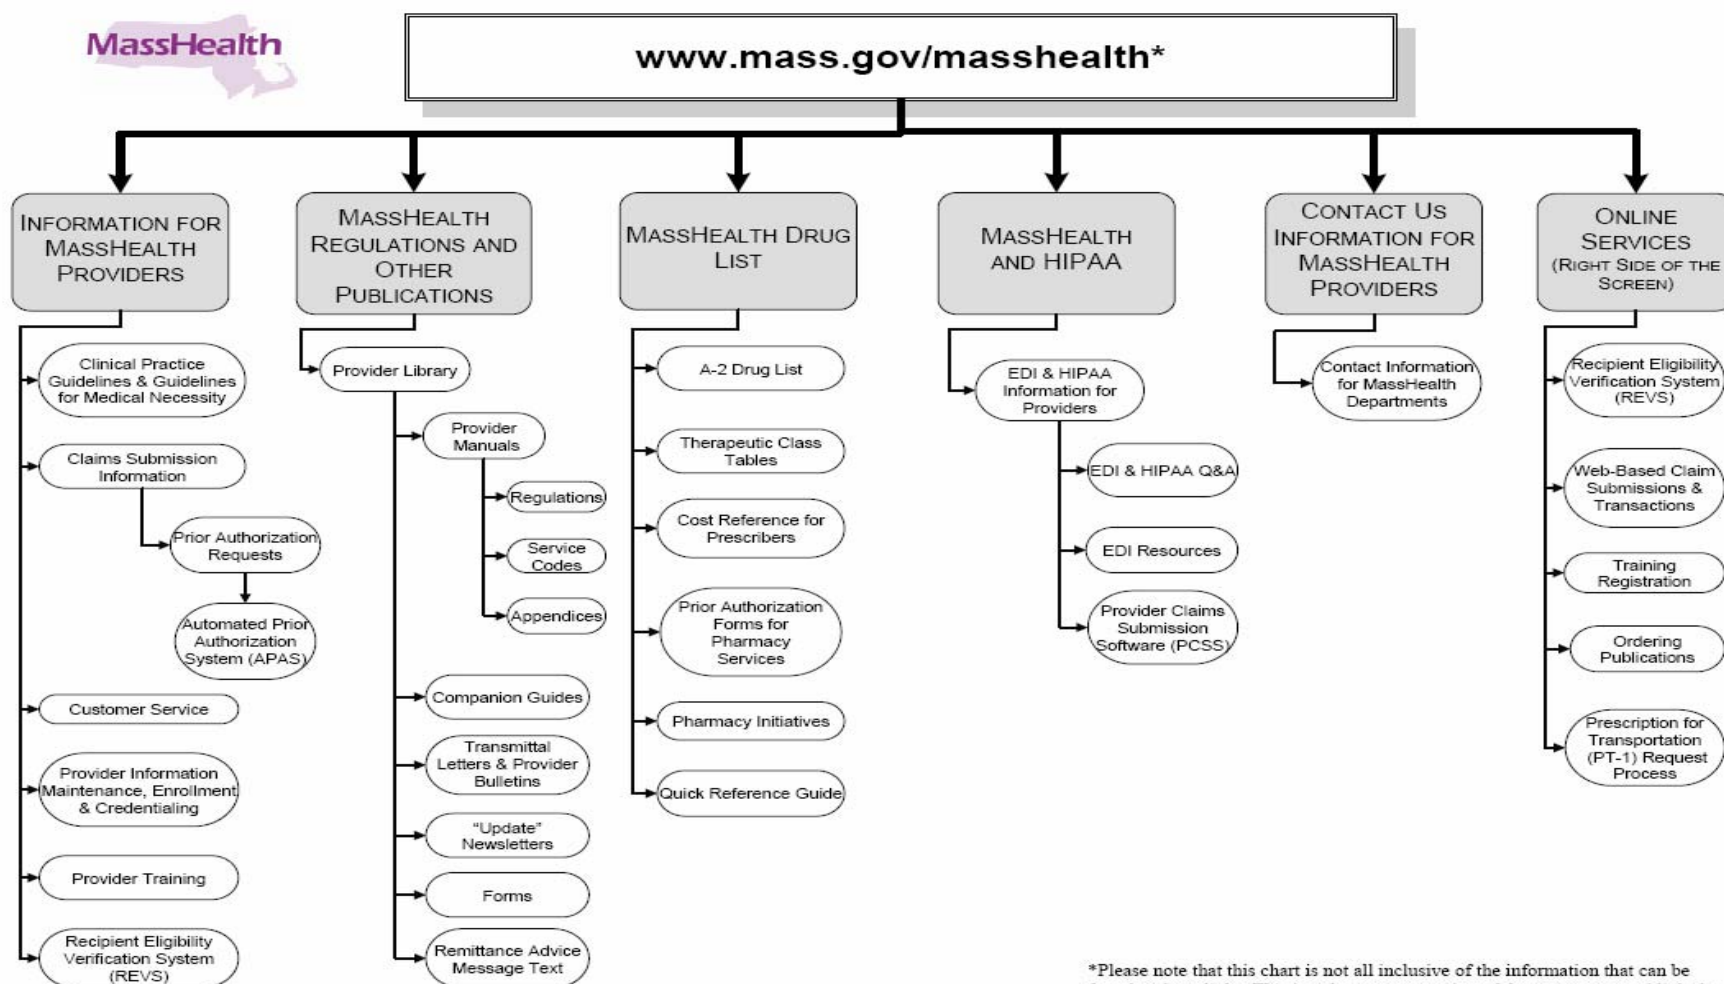 MassHealth
www.mass.gov/masshealth*
INFORMATION FOR
MASSHEALTH
PROVIDERS
Clinical Practice
Guidelines & Guidelines
for Medical Necessity
Claims Submission
Information
Prior Authorization
Requests
Automated Prior
Authorization
System (APAS)
Customer Service
Provider Information
Maintenance, Enrollment
& Credentialing
Provider Training
Recipient Eligibility
Verification System
(REVS)
MASSHEALTH
REGULATIONS AND
OTHER
PUBLICATIONS
Provider Library
Provider
Manuals
Regulations
Service
Codes
Appendices
Companion Guides
Transmittal
Letters & Provider
Bulletins
"Update"
Newsletters
Forms
Remittance Advice
Message Text
MASSHEALTH DRUG
LIST
A-2 Drug List
Therapeutic Class
Tables
Cost Reference for
Prescribers
Prior Authorization
Forms for
Pharmacy
Services
Pharmacy Initiatives
Quick Reference Guide
MASSHEALTH
AND HIPAA
EDI & HIPAA
Information for
Providers
EDI & HIPAA Q&A
EDI Resources
Provider Claims
Submission
Software (PCSS)
CONTACT US
INFORMATION FOR
MASSHEALTH
PROVIDERS
Contact Information
for MassHealth
Departments
ONLINE
SERVICES
(RIGHT SIDE OF THE
SCREEN)
Recipient Eligibility
Verification System
(REVS)
Web-Based Claim
Submissions &
Transactions
Training
Registration
Ordering
Publications
Prescription for
Transportation
(PT-1) Request
Process
*Please note that this chart is not all inclusive of the information that can be